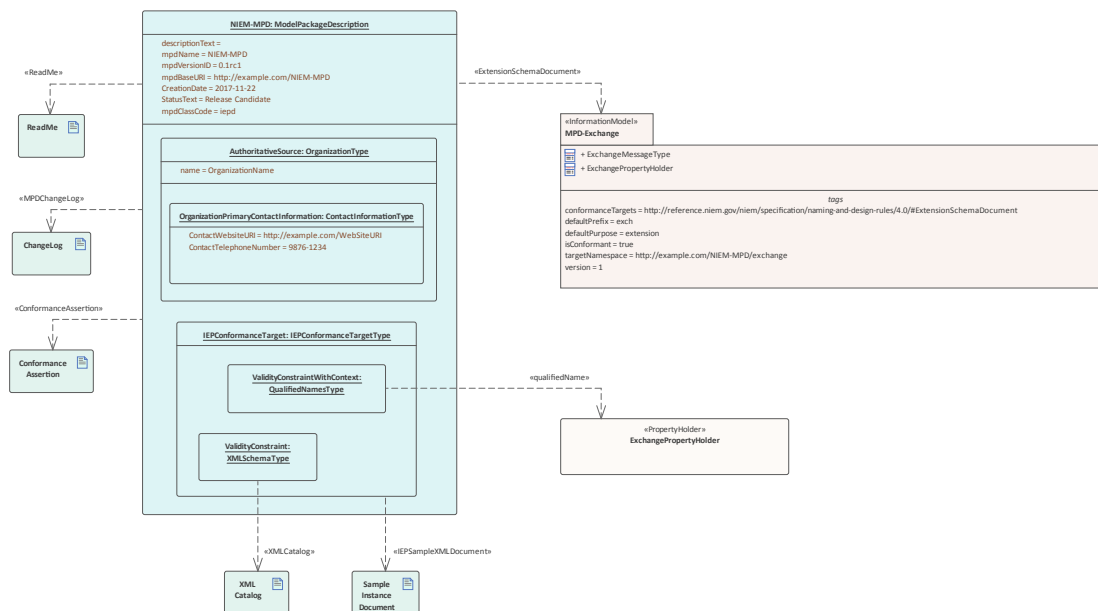 NIEM-MPD: ModelPackageDescription
descriptionText =
mpdName = NIEM-MPD
mpdVersionID = 0.1rc1
mpdBaseURI = http://example.com/NIEM-MPD
CreationDate = 2017-11-22
StatusText = Release Candidate
mpdClassCode = iepd
«ReadMe»
ReadMe
«ExtensionSchemaDocument»
«InformationModel»
MPD-Exchange
+ ExchangeMessageType
+ ExchangePropertyHolder
tags
conformanceTargets = http://reference.niem.gov/niem/specification/naming-and-design-rules/4.0/#ExtensionSchemaDocument
defaultPrefix = exch
defaultPurpose = extension
isConformant = true
targetNamespace = http://example.com/NIEM-MPD/exchange
version = 1
AuthoritativeSource: OrganizationType
name = OrganizationName
«MPDChangeLog»
ChangeLog
OrganizationPrimaryContactInformation: ContactInformationType
ContactWebsiteURI = http://example.com/WebSiteURI
ContactTelephoneNumber = 9876-1234
«ConformanceAssertion»
Conformance
Assertion
IEPConformanceTarget: IEPConformanceTargetType
ValidityConstraintWithContext:
QualifiedNamesType
«qualifiedName»
«PropertyHolder»
ExchangePropertyHolder
ValidityConstraint:
XMLSchemaType
«XMLCatalog»
«IEPSampleXMLDocument»
XML
Catalog
Sample
Instance
Document